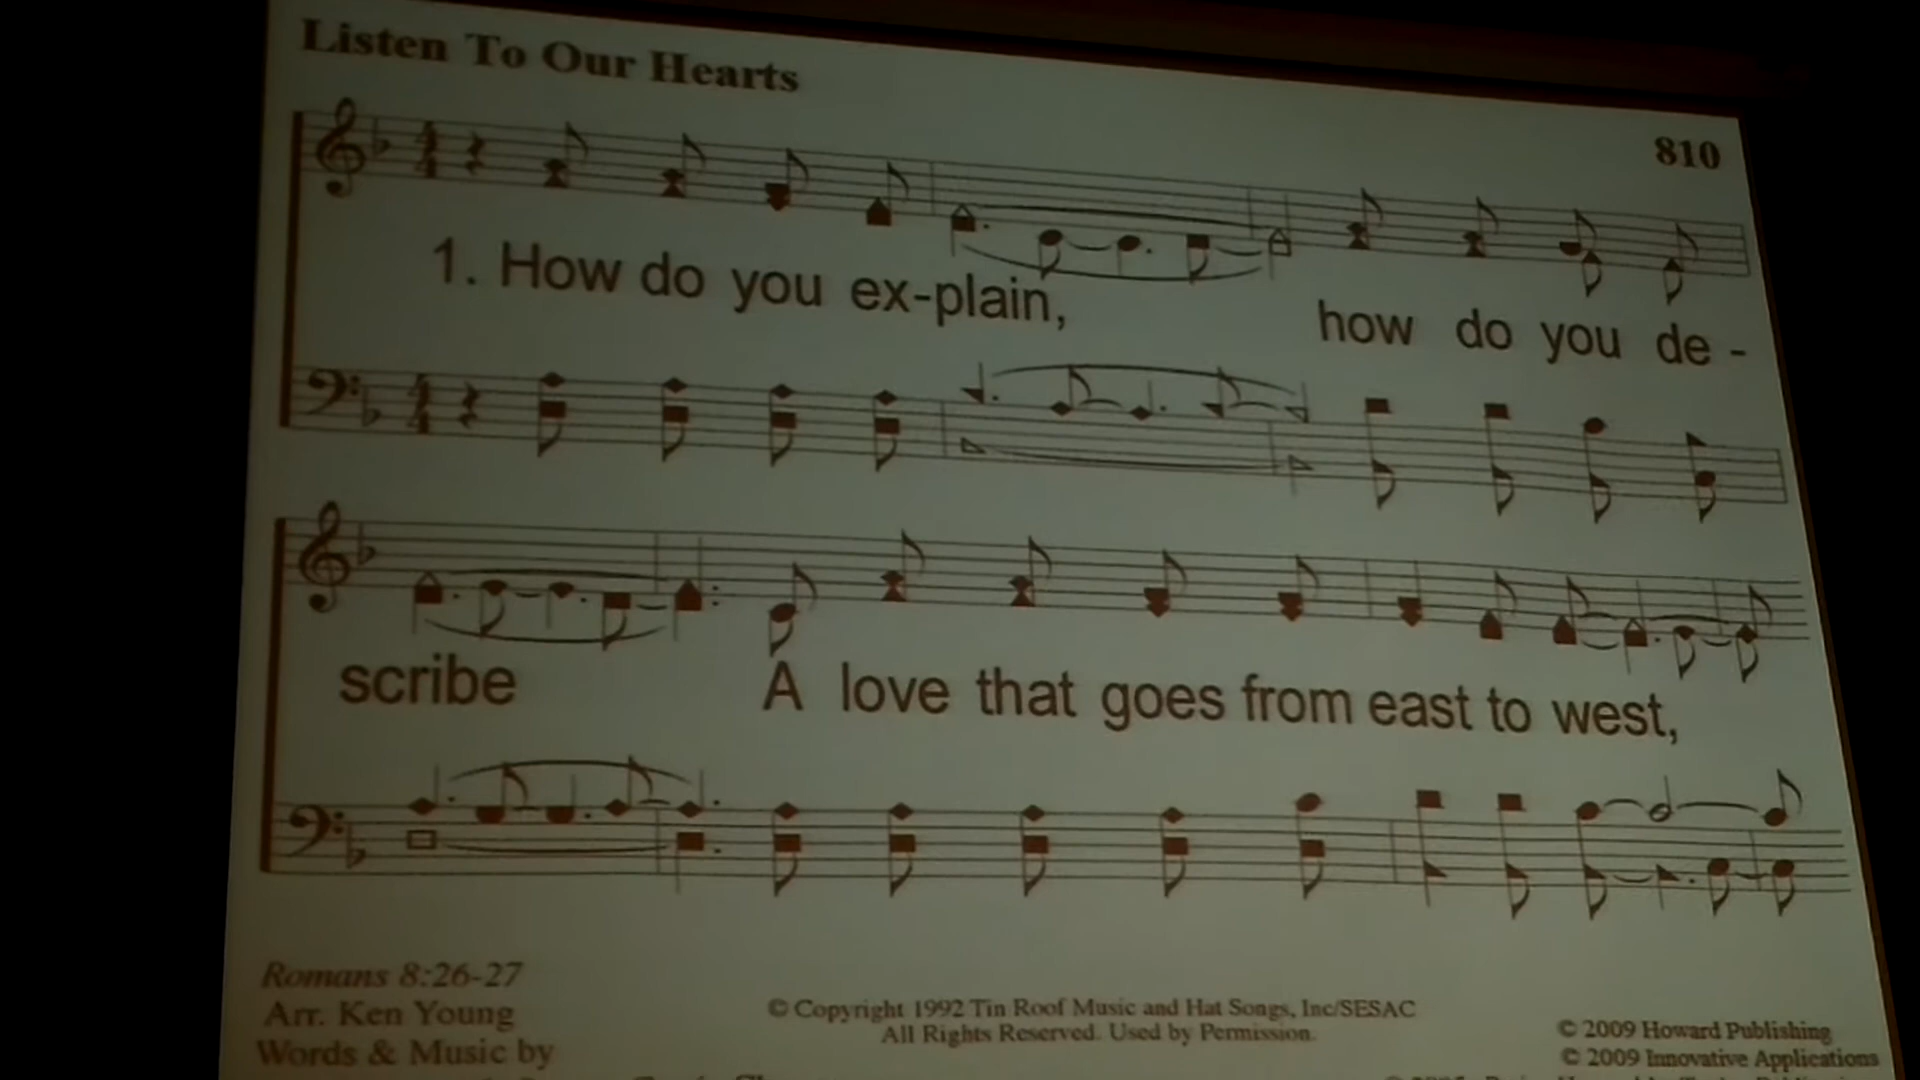 Listen To Our Hearts
810
1. How do you ex-plain, how do you de -
scribe A love that goes from east to west,
Romans 8:26-27
Arr. Ken Young
Words & Music by
© Copyright 1992 Tin Roof Music and Hat Songs, Inc/SESAC
All Rights Reserved. Used by Permission.
© 2009 Howard Publishing
© 2009 Innovative Applications